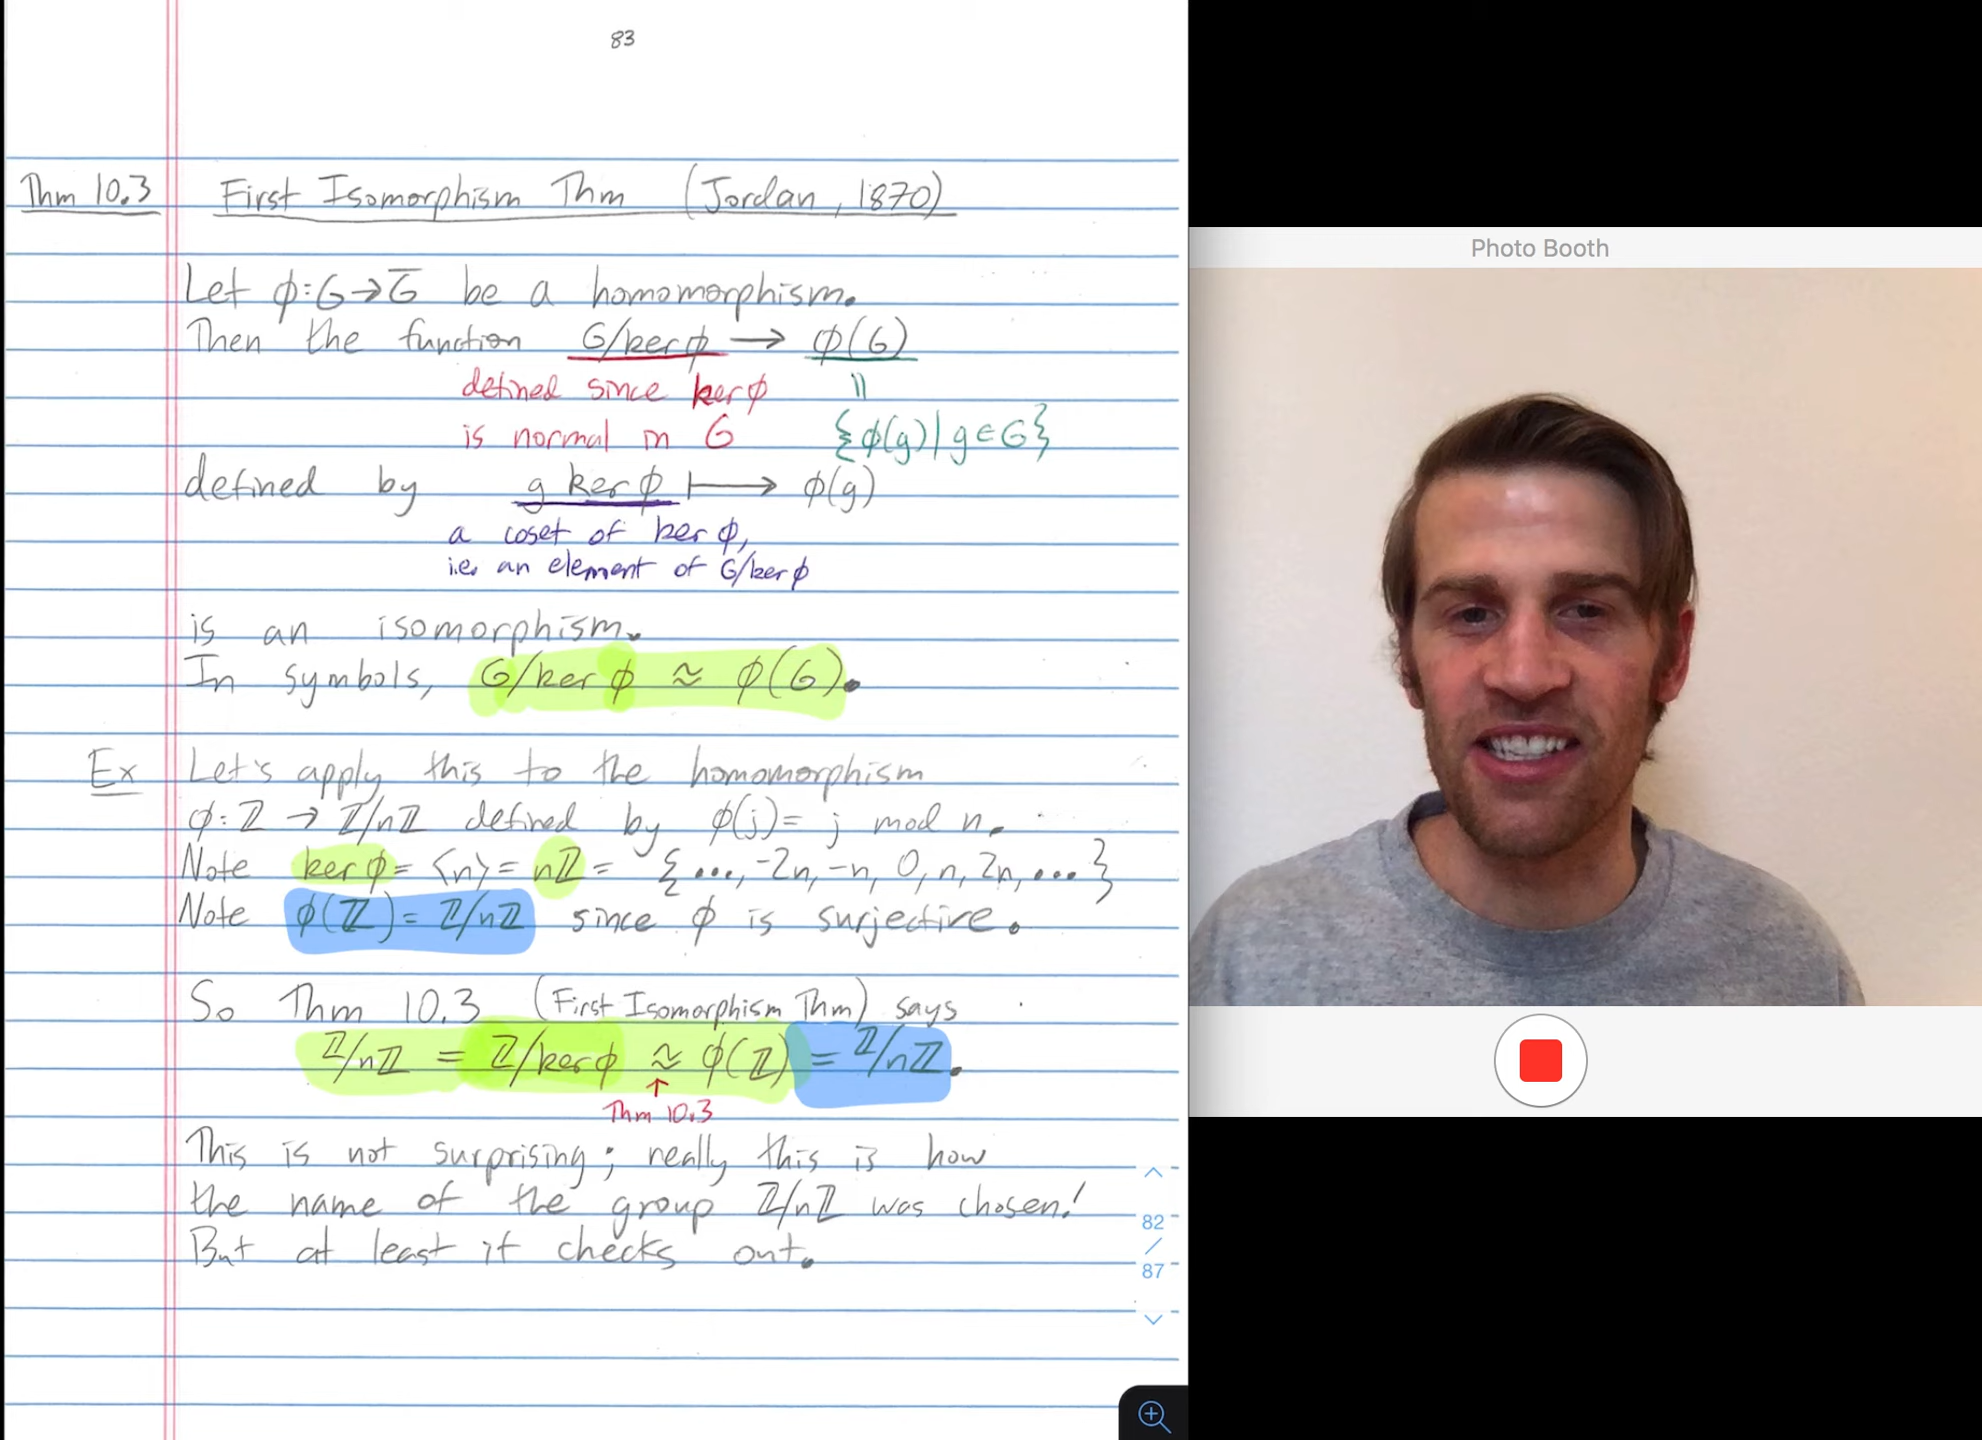 83
Thm 10.3 First Isomorphism Thm (Jordan, 1870)
Let ϕ:G→G̅ be a homomorphism.
Then the function G/ker ϕ → ϕ(G)
defined since ker ϕ ||
is normal in G {ϕ(g)|g∈G}
defined by g ker ϕ ↦ ϕ(g)
a coset of ker ϕ,
i.e. an element of G/ker ϕ
is an isomorphism.
In symbols, G/ker ϕ ≈ ϕ(G).
Ex Let's apply this to the homomorphism
ϕ:ℤ → ℤ/nℤ defined by ϕ(j)= j mod n.
Note ker ϕ = ⟨n⟩ = nℤ = {..., -2n, -n, 0, n, 2n, ...}
Note ϕ(ℤ) = ℤ/nℤ since ϕ is surjective.
So Thm 10.3 (First Isomorphism Thm) says
ℤ/nℤ = ℤ/ker ϕ ≈ ϕ(ℤ) = ℤ/nℤ.
↑
Thm 10.3
This is not surprising; really this is how
the name of the group ℤ/nℤ was chosen!
But at least it checks out.
82
/
87
Photo Booth